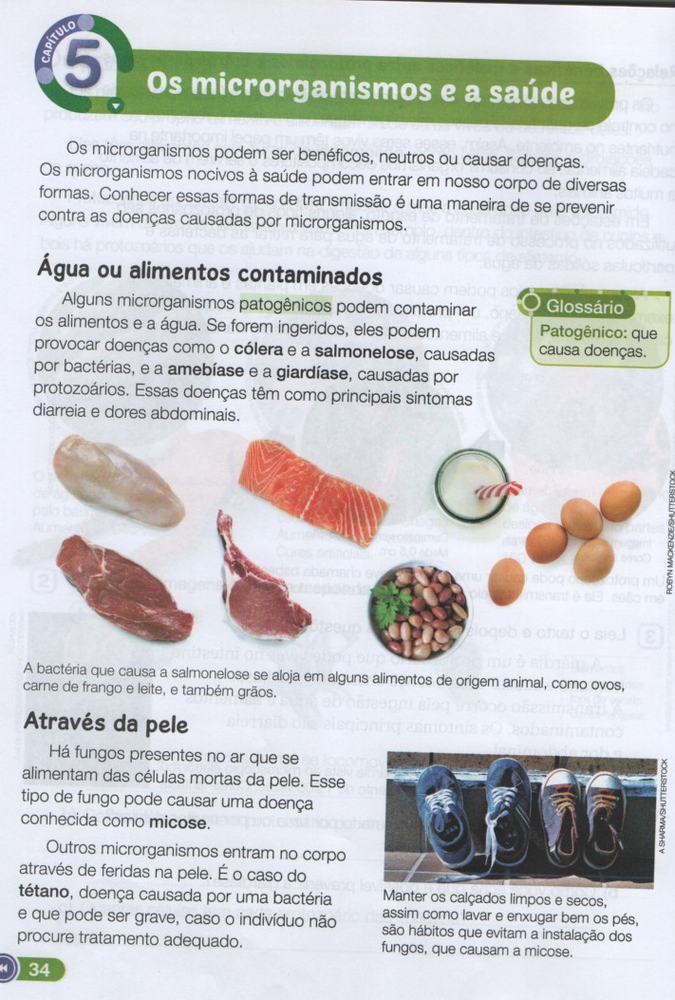 CAPÍTULO
5
Os microrganismos e a saúde
Os microrganismos podem ser benéficos, neutros ou causar doenças.
Os microrganismos nocivos à saúde podem entrar em nosso corpo de diversas
formas. Conhecer essas formas de transmissão é uma maneira de se prevenir
contra as doenças causadas por microrganismos.
Água ou alimentos contaminados
Alguns microrganismos patogênicos podem contaminar
os alimentos e a água. Se forem ingeridos, eles podem
provocar doenças como o cólera e a salmonelose, causadas
por bactérias, e a amebíase e a giardíase, causadas por
protozoários. Essas doenças têm como principais sintomas
diarreia e dores abdominais.
Glossário
Patogênico: que
causa doenças.
ROBYN MACKENZIE/SHUTTERSTOCK
A bactéria que causa a salmonelose se aloja em alguns alimentos de origem animal, como ovos,
carne de frango e leite, e também grãos.
Através da pele
Há fungos presentes no ar que se
alimentam das células mortas da pele. Esse
tipo de fungo pode causar uma doença
conhecida como micose.
Outros microrganismos entram no corpo
através de feridas na pele. É o caso do
tétano, doença causada por uma bactéria
e que pode ser grave, caso o indivíduo não
procure tratamento adequado.
A SHARMA/SHUTTERSTOCK
Manter os calçados limpos e secos,
assim como lavar e enxugar bem os pés,
são hábitos que evitam a instalação dos
fungos, que causam a micose.
34